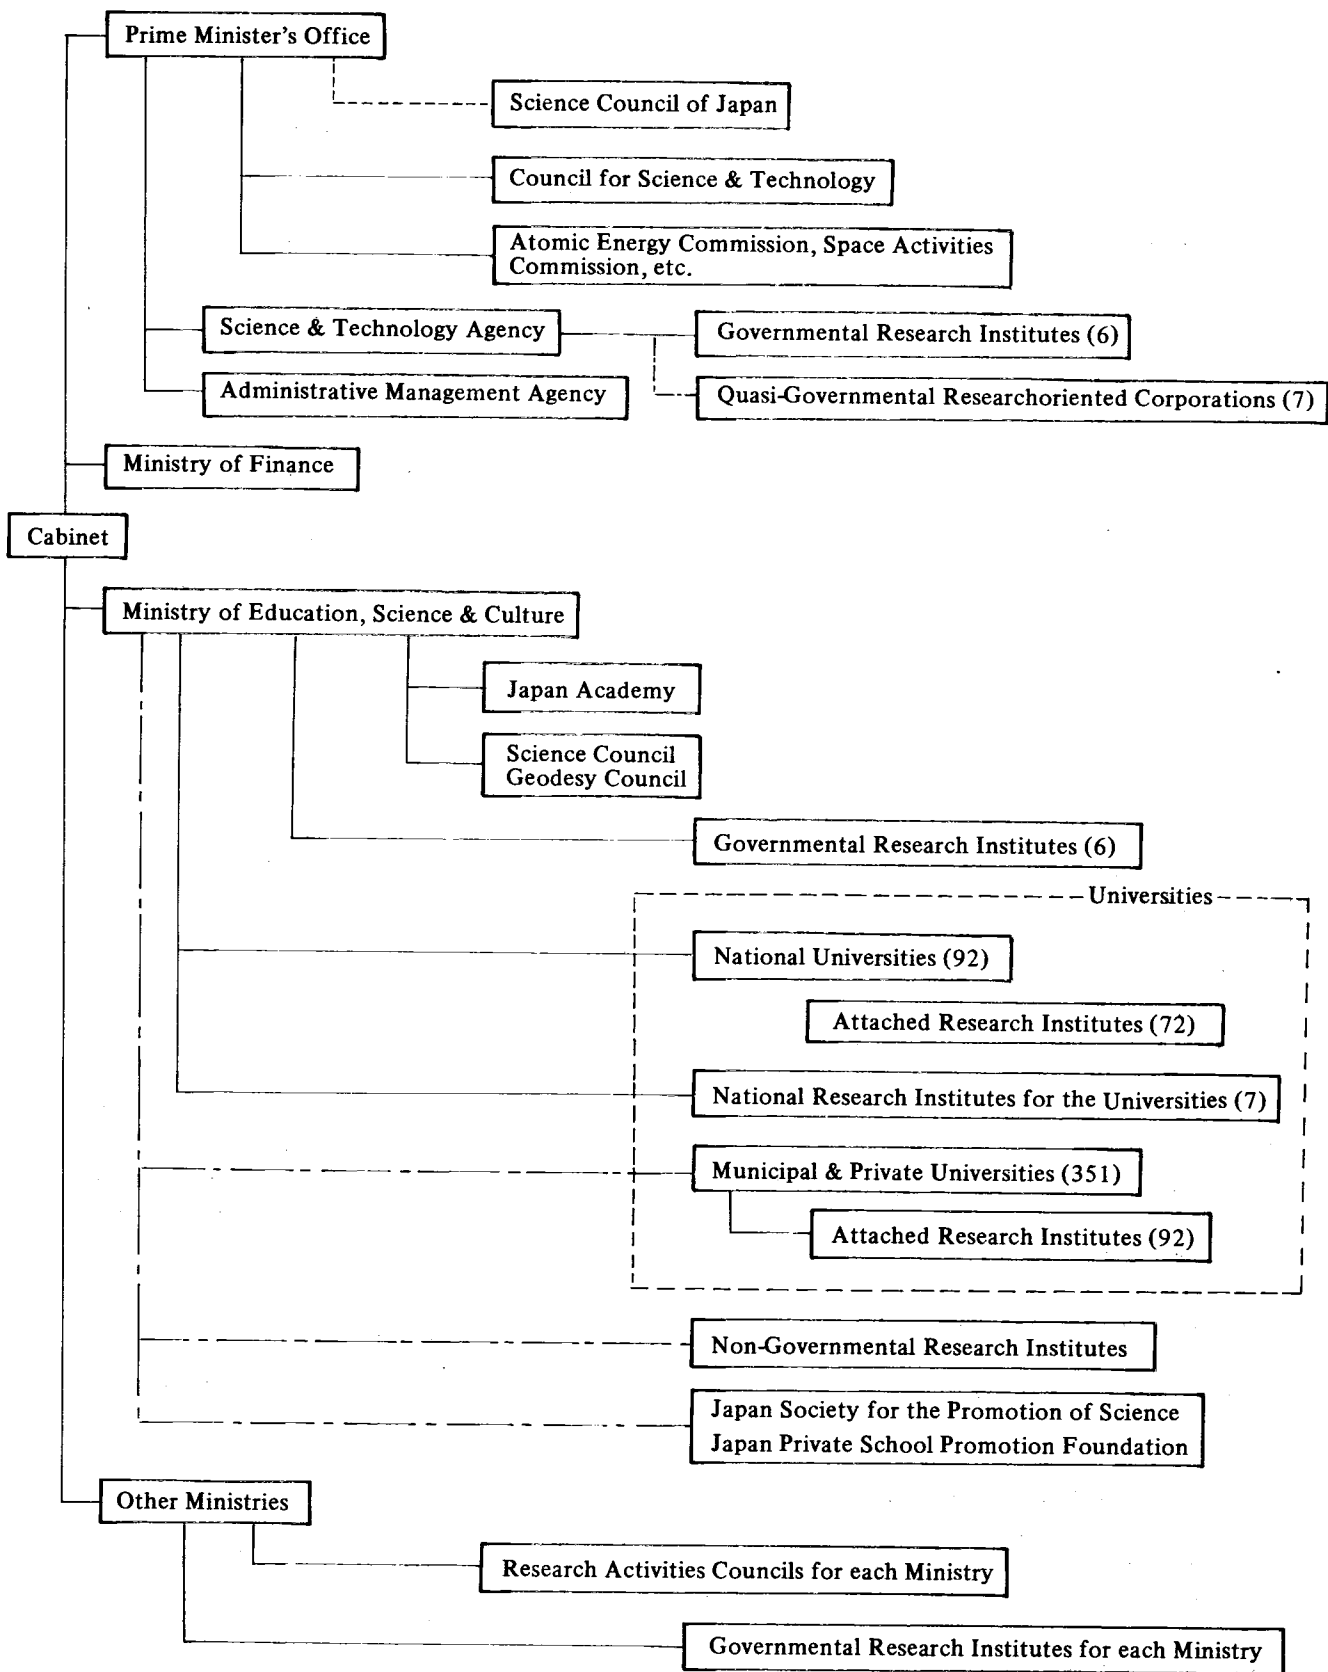 Prime Minister's Office
Science Council of Japan
Council for Science & Technology
Atomic Energy Commission, Space Activities
Commission, etc.
Science & Technology Agency
Governmental Research Institutes (6)
Administrative Management Agency
Quasi-Governmental Researchoriented Corporations (7)
Ministry of Finance
Cabinet
Ministry of Education, Science & Culture
Japan Academy
Science Council
Geodesy Council
Governmental Research Institutes (6)
Universities
National Universities (92)
Attached Research Institutes (72)
National Research Institutes for the Universities (7)
Municipal & Private Universities (351)
Attached Research Institutes (92)
Non-Governmental Research Institutes
Japan Society for the Promotion of Science
Japan Private School Promotion Foundation
Other Ministries
Research Activities Councils for each Ministry
Governmental Research Institutes for each Ministry